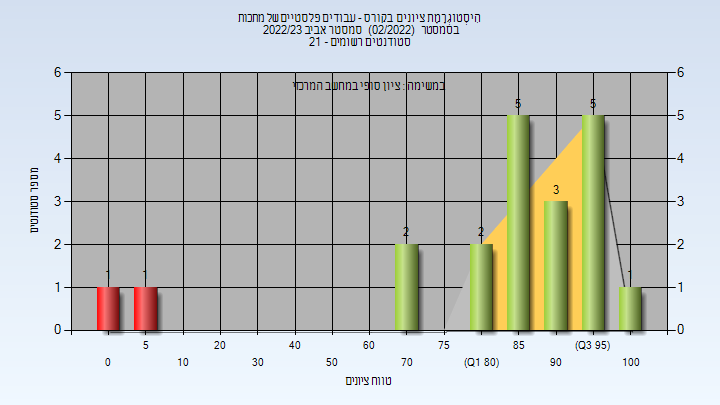 היסטוגרמת ציונים בקורס - עבודים פלסטיים של מתכות
בסמסטר (02/2022) סמסטר אביב 2022/23
סטודנטים רשומים - 21
במשימה : ציון סופי במחשב המרכזי
מספר סטודנטים
6 6
5 5
4 4
3 3
2 2
1 1
0 0
1 1 2 2 5 3 5 1
5 20 40 60 75 85 (Q3 95)
0 10 30 50 70 (Q1 80) 90 100
טווח ציונים